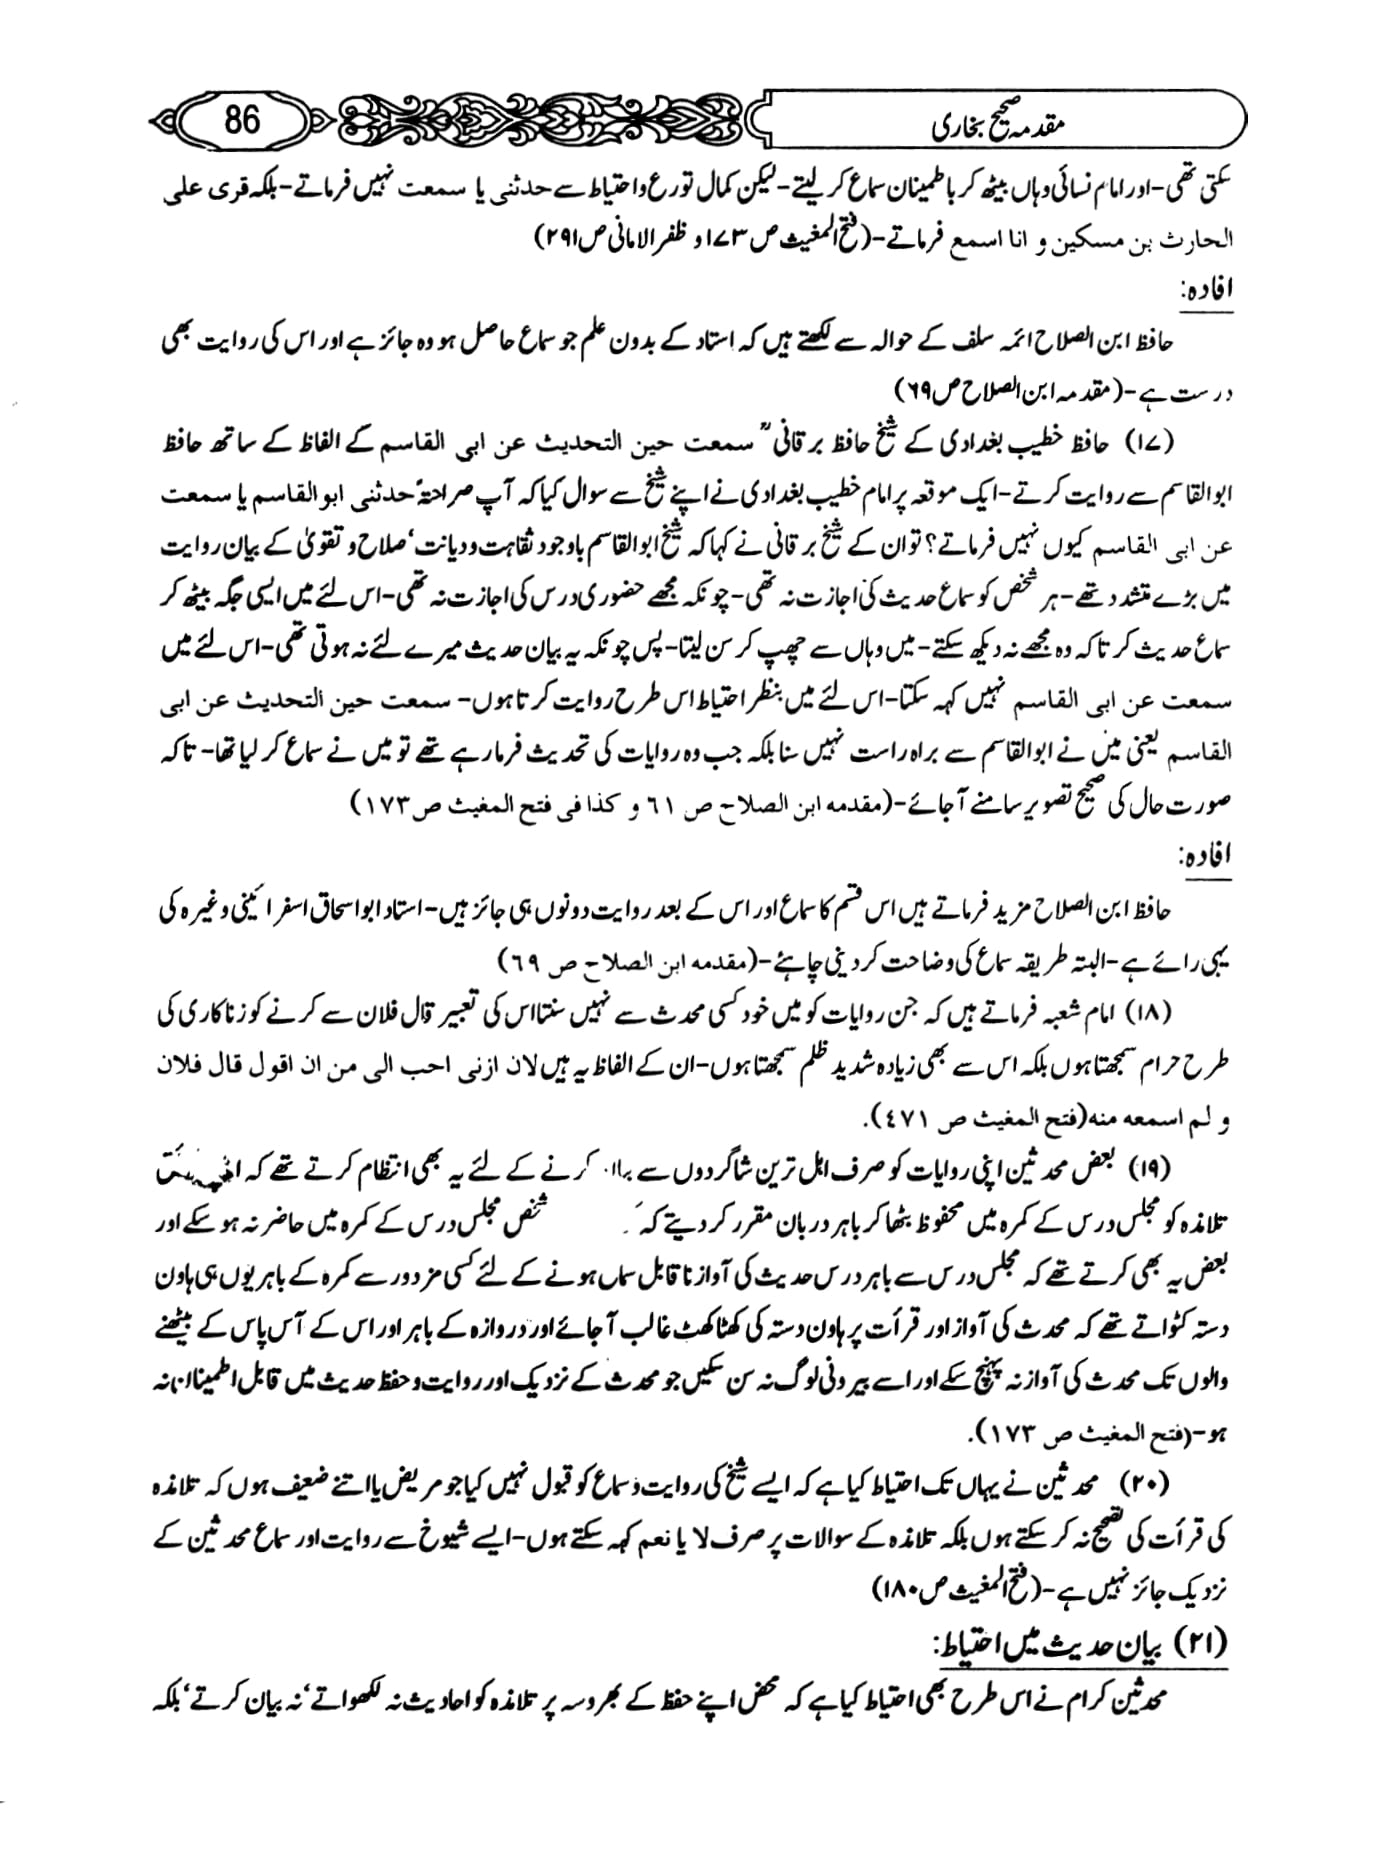 مقدمہ صحیح بخاری
86
سکتی تھی-اور امام نسائی وہاں بیٹھ کر باطمینان سماع کر لیتے-لیکن کمال تورع و احتیاط سے حدثنی یا سمعت نہیں فرماتے-بلکہ قری علی
الحارث بن مسکین و انا اسمع فرماتے-(فتح المغیث ص ۱۷۳ و ظفر الامانی ص ۲۹۱)
افادہ:
حافظ ابن الصلاح ائمہ سلف کے حوالہ سے لکھتے ہیں کہ استاد کے بدون علم جو سماع حاصل ہو وہ جائز ہے اور اس کی روایت بھی
درست ہے-(مقدمہ ابن الصلاح ص ۶۹)
(۱۷) حافظ خطیب بغدادی کے شیخ حافظ برقانیؒ سمعت حین التحدیث عن ابی القاسم کے الفاظ کے ساتھ حافظ
ابوالقاسم سے روایت کرتے-ایک موقعہ پر امام خطیب بغدادی نے اپنے شیخ سے سوال کیا کہ آپ صراحۃً حدثنی ابو القاسم یا سمعت
عن ابی القاسم کیوں نہیں فرماتے؟ تو ان کے شیخ برقانی نے کہا کہ شیخ ابوالقاسم باوجود ثقاہت و دیانت' صلاح و تقویٰ کے بیان روایت
میں بڑے متشدد تھے-ہر شخص کو سماع حدیث کی اجازت نہ تھی-چونکہ مجھے حضوری درس کی اجازت نہ تھی-اس لئے میں ایسی جگہ بیٹھ کر
سماع حدیث کرتا کہ وہ مجھے نہ دیکھ سکتے-میں وہاں سے چھپ کر سن لیتا-پس چونکہ یہ بیان حدیث میرے لئے نہ ہوتی تھی-اس لئے میں
سمعت عن ابی القاسم نہیں کہہ سکتا-اس لئے میں بنظر احتیاط اس طرح روایت کرتا ہوں- سمعت حین التحدیث عن ابی
القاسم یعنی میں نے ابوالقاسم سے براہ راست نہیں سنا بلکہ جب وہ روایات کی تحدیث فرما رہے تھے تو میں نے سماع کر لیا تھا- تاکہ
صورت حال کی صحیح تصویر سامنے آ جائے-(مقدمه ابن الصلاح ص ٦١ و کذا فی فتح المغیث ص ۱۷۳)
افادہ:
حافظ ابن الصلاح مزید فرماتے ہیں اس قسم کا سماع اور اس کے بعد روایت دونوں ہی جائز ہیں-استاد ابو اسحاق اسفرائینی وغیرہ کی
یہی رائے ہے-البتہ طریقہ سماع کی وضاحت کر دینی چاہئے-(مقدمه ابن الصلاح ص ٦٩)
(۱۸) امام شعبہ فرماتے ہیں کہ جن روایات کو میں خود کسی محدث سے نہیں سنتا اس کی تعبیر قال فلان سے کرنے کو زناکاری کی
طرح حرام سمجھتا ہوں بلکہ اس سے بھی زیادہ شدید ظلم سمجھتا ہوں-ان کے الفاظ یہ ہیں لان ازنی احب الی من ان اقول قال فلان
و لم اسمعه منه(فتح المغیث ص ٤٧١).
(۱۹) بعض محدثین اپنی روایات کو صرف اہل ترین شاگردوں سے کرنے کے لئے یہ بھی انتظام کرتے تھے کہ
تلامذہ کو مجلس درس کے کمرہ میں محفوظ بٹھا کر باہر دربان مقرر کر دیتے کہ شخص مجلس درس کے کمرہ میں حاضر نہ ہو سکے اور
بعض یہ بھی کرتے تھے کہ مجلس درس سے باہر درس حدیث کی آواز ناقابل سماں ہونے کے لئے کسی مزدور سے کمرہ کے باہر یوں ہی ہاون
دستہ کٹواتے تھے کہ محدث کی آواز اور قرأت پر ہاون دستہ کی کھٹاکھٹ غالب آ جائے اور دروازہ کے باہر اور اس کے آس پاس کے بیٹھنے
والوں تک محدث کی آواز نہ پہنچ سکے اور اسے بیرونی لوگ نہ سن سکیں جو محدث کے نزدیک اور روایت و حفظ حدیث میں قابل اطمینان نہ
ہو-(فتح المغیث ص ۱۷۳).
(۲۰) محدثین نے یہاں تک احتیاط کیا ہے کہ ایسے شیخ کی روایت و سماع کو قبول نہیں کیا جو مریض یا اتنے ضعیف ہوں کہ تلامذہ
کی قرأت کی تصحیح نہ کر سکتے ہوں بلکہ تلامذہ کے سوالات پر صرف لا یا نعم کہہ سکتے ہوں-ایسے شیوخ سے روایت اور سماع محدثین کے
نزدیک جائز نہیں ہے-(فتح المغیث ص ۱۸۰)
(۲۱) بیان حدیث میں احتیاط:
محدثین کرام نے اس طرح بھی احتیاط کیا ہے کہ محض اپنے حفظ کے بھروسہ پر تلامذہ کو احادیث نہ لکھواتے' نہ بیان کرتے' بلکہ